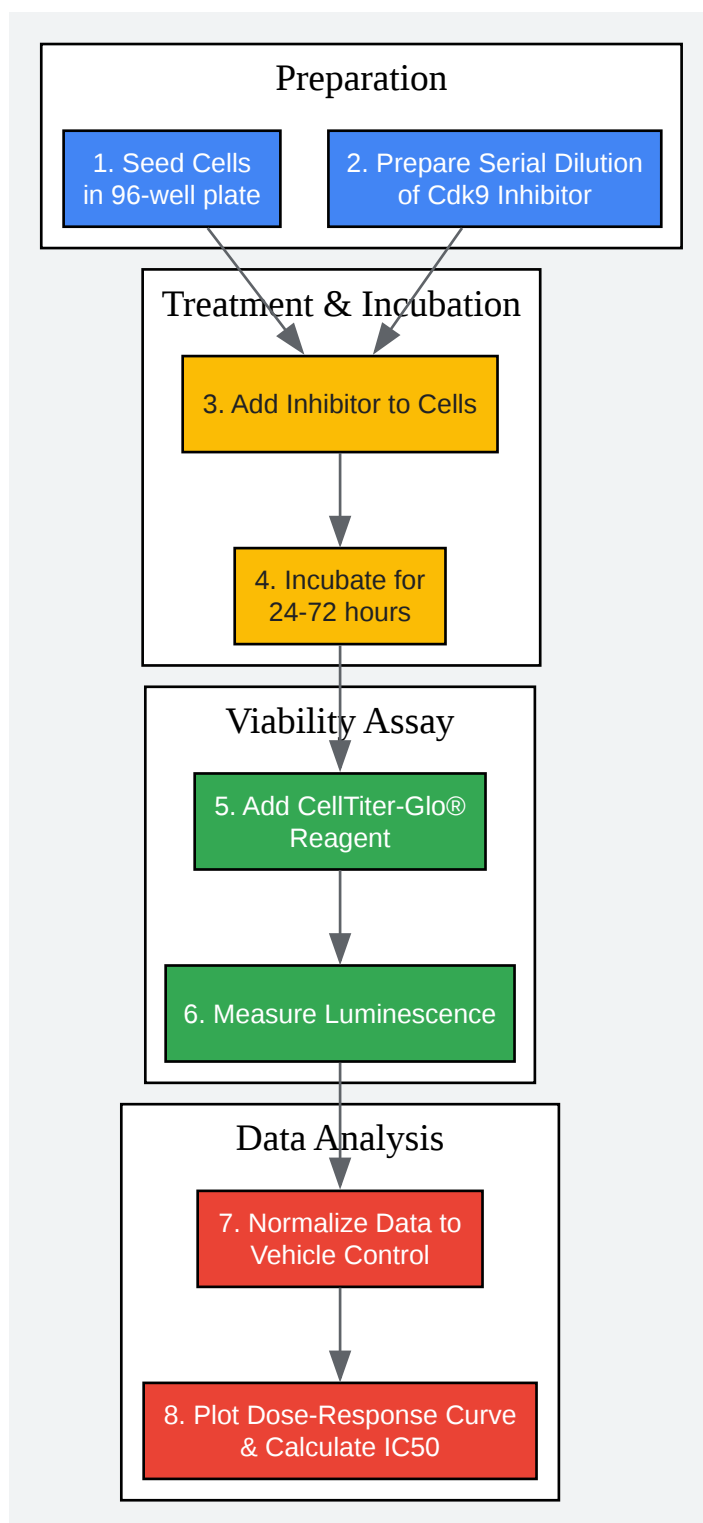 Preparation
1. Seed Cells
in 96-well plate
2. Prepare Serial Dilution
of Cdk9 Inhibitor
Treatment & Incubation
3. Add Inhibitor to Cells
4. Incubate for
24-72 hours
Viability Assay
5. Add CellTiter-Glo®
Reagent
6. Measure Luminescence
Data Analysis
7. Normalize Data to
Vehicle Control
8. Plot Dose-Response Curve
& Calculate IC50